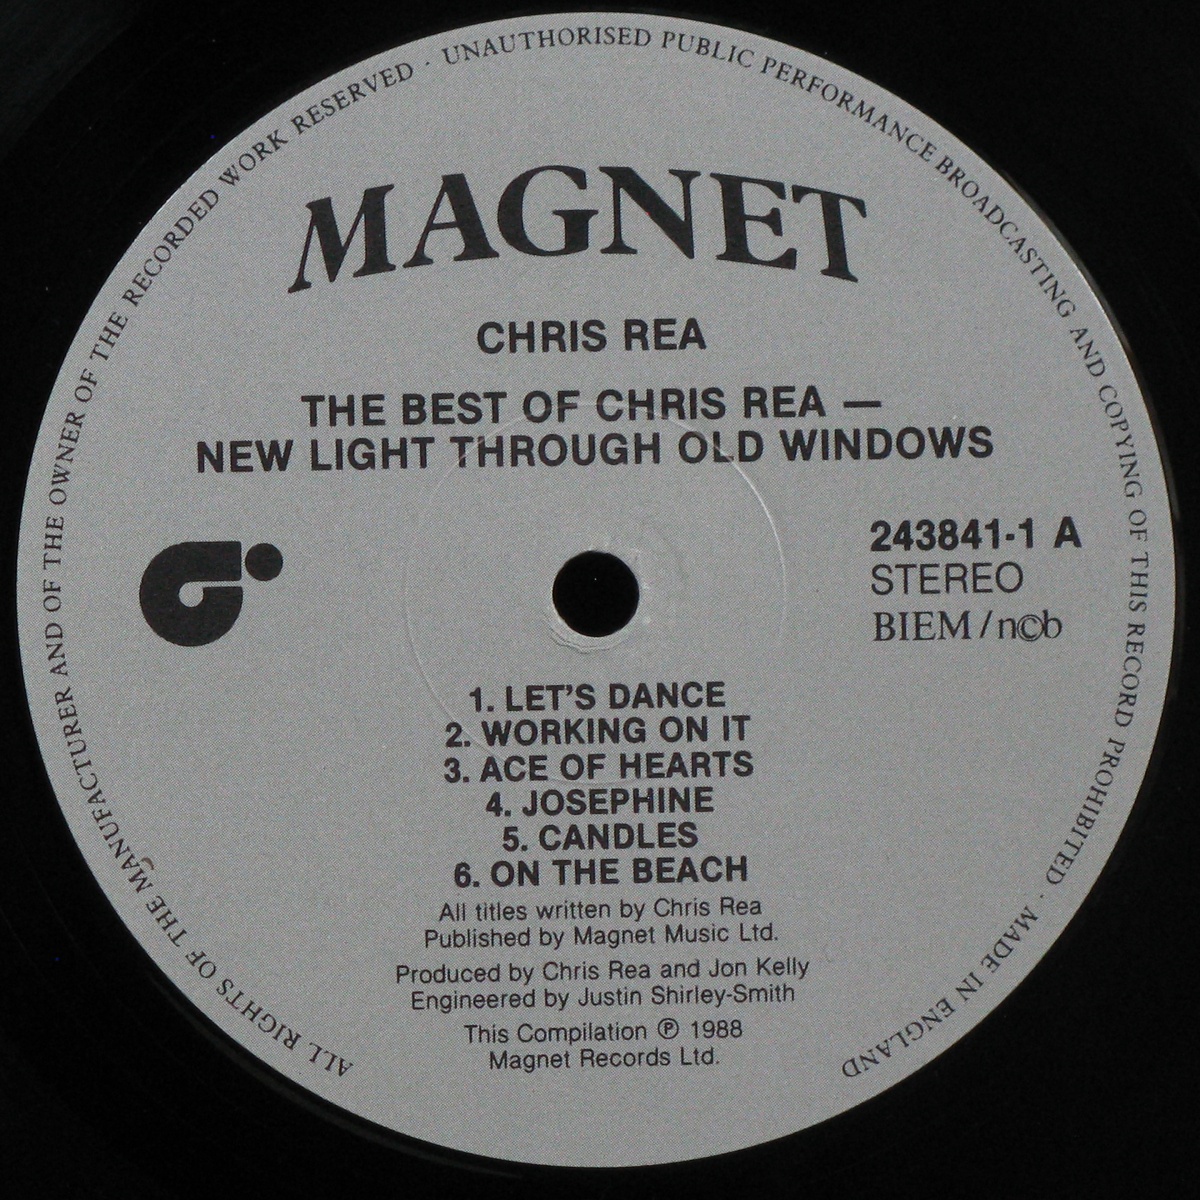 ALL RIGHTS OF THE MANUFACTURER AND OF THE OWNER OF THE RECORDED WORK RESERVED · UNAUTHORISED PUBLIC PERFORMANCE BROADCASTING AND COPYING OF THIS RECORD PROHIBITED · MADE IN ENGLAND
MAGNET
CHRIS REA
THE BEST OF CHRIS REA —
NEW LIGHT THROUGH OLD WINDOWS
243841-1 A
STEREO
BIEM/n©b
1. LET'S DANCE
2. WORKING ON IT
3. ACE OF HEARTS
4. JOSEPHINE
5. CANDLES
6. ON THE BEACH
All titles written by Chris Rea
Published by Magnet Music Ltd.
Produced by Chris Rea and Jon Kelly
Engineered by Justin Shirley-Smith
This Compilation ℗ 1988
Magnet Records Ltd.